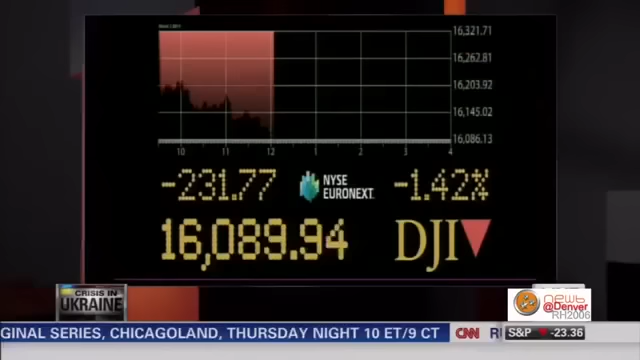 16,321.71
16,262.81
16,203.92
16,145.02
16,086.13
10 11 12 1 2 3 4
-231.77
NYSE
EURONEXT
-1.42%
16,089.94
DJI
CRISIS IN
UKRAINE
newb
@Denver
RH2006
GINAL SERIES, CHICAGOLAND, THURSDAY NIGHT 10 ET/9 CT
CNN
S&P -23.36